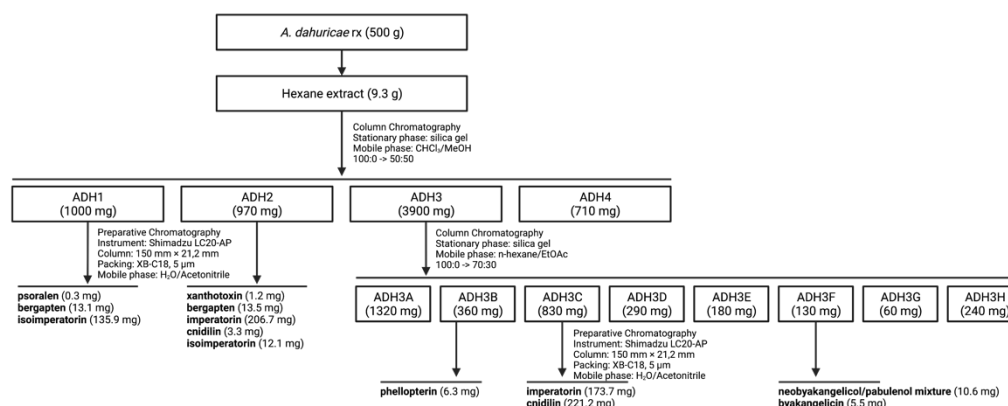 A. dahuricae rx (500 g)
Hexane extract (9.3 g)
Column Chromatography
Stationary phase: silica gel
Mobile phase: CHCl₃/MeOH
100:0 -> 50:50
ADH1
(1000 mg)
ADH2
(970 mg)
ADH3
(3900 mg)
ADH4
(710 mg)
Preparative Chromatography
Instrument: Shimadzu LC20-AP
Column: 150 mm × 21,2 mm
Packing: XB-C18, 5 µm
Mobile phase: H₂O/Acetonitrile
Column Chromatography
Stationary phase: silica gel
Mobile phase: n-hexane/EtOAc
100:0 -> 70:30
psoralen (0.3 mg)
bergapten (13.1 mg)
isoimperatorin (135.9 mg)
xanthotoxin (1.2 mg)
bergapten (13.5 mg)
imperatorin (206.7 mg)
cnidilin (3.3 mg)
isoimperatorin (12.1 mg)
ADH3A
(1320 mg)
ADH3B
(360 mg)
ADH3C
(830 mg)
ADH3D
(290 mg)
ADH3E
(180 mg)
ADH3F
(130 mg)
ADH3G
(60 mg)
ADH3H
(240 mg)
Preparative Chromatography
Instrument: Shimadzu LC20-AP
Column: 150 mm × 21,2 mm
Packing: XB-C18, 5 µm
Mobile phase: H₂O/Acetonitrile
phellopterin (6.3 mg)
imperatorin (173.7 mg)
cnidilin (221.2 mg)
neobyakangelicol/pabulenol mixture (10.6 mg)
byakangelicin (5.5 mg)